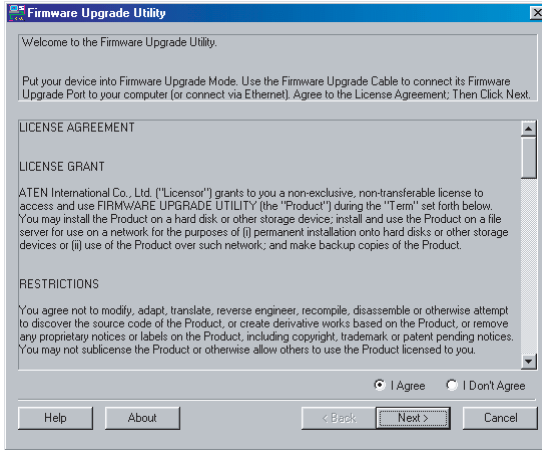 Firmware Upgrade Utility
Welcome to the Firmware Upgrade Utility.
Put your device into Firmware Upgrade Mode. Use the Firmware Upgrade Cable to connect its Firmware
Upgrade Port to your computer (or connect via Ethernet). Agree to the License Agreement; Then Click Next.
LICENSE AGREEMENT
LICENSE GRANT
ATEN International Co., Ltd. ("Licensor") grants to you a non-exclusive, non-transferable license to
access and use FIRMWARE UPGRADE UTILITY (the "Product") during the "Term" set forth below.
You may install the Product on a hard disk or other storage device; install and use the Product on a file
server for use on a network for the purposes of (i) permanent installation onto hard disks or other storage
devices or (ii) use of the Product over such network; and make backup copies of the Product.
RESTRICTIONS
You agree not to modify, adapt, translate, reverse engineer, recompile, disassemble or otherwise attempt
to discover the source code of the Product, or create derivative works based on the Product, or remove
any proprietary notices or labels on the Product, including copyright, trademark or patent pending notices.
You may not sublicense the Product or otherwise allow others to use the Product licensed to you.
I Agree I Don't Agree
Help About < Back Next > Cancel